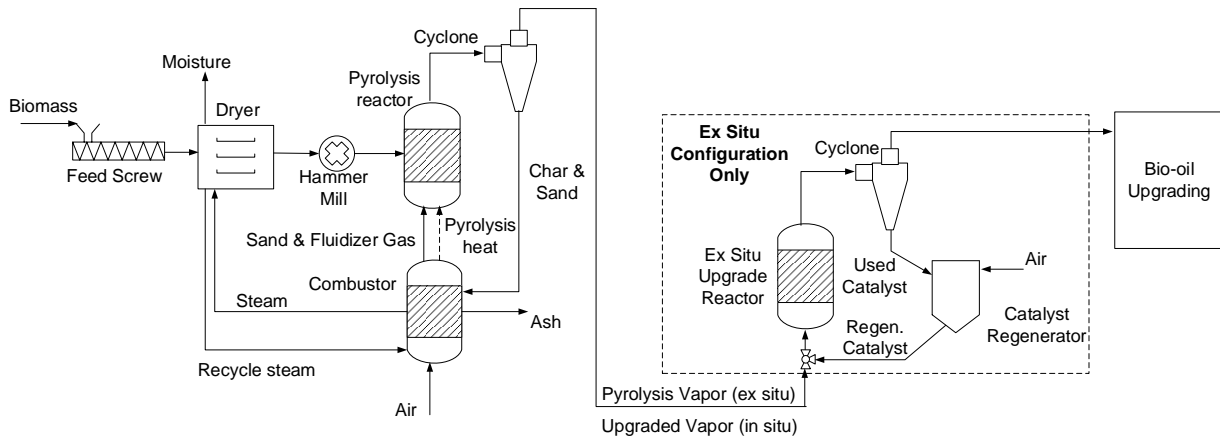 Biomass
Feed Screw
Moisture
Dryer
Hammer
Mill
Pyrolysis
reactor
Cyclone
Char &
Sand
Sand & Fluidizer Gas
Pyrolysis
heat
Combustor
Steam
Ash
Recycle steam
Air
Pyrolysis Vapor (ex situ)
Upgraded Vapor (in situ)
Ex Situ
Configuration
Only
Cyclone
Ex Situ
Upgrade
Reactor
Used
Catalyst
Air
Regen.
Catalyst
Catalyst
Regenerator
Bio-oil
Upgrading